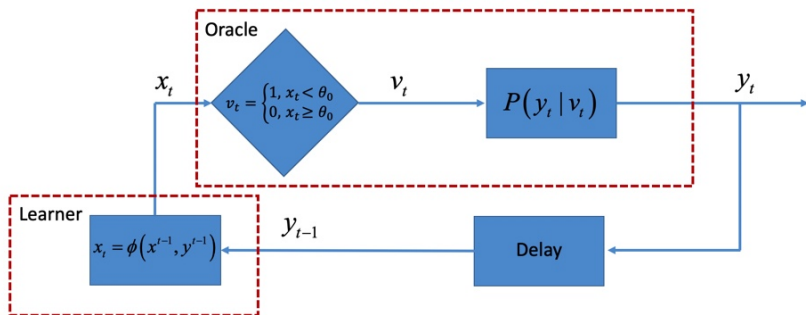 Oracle
x_t
v_t = {1, x_t < θ_0
0, x_t ≥ θ_0
v_t
P(y_t | v_t)
y_t
Learner
x_t = ϕ(x^{t−1}, y^{t−1})
y_{t−1}
Delay